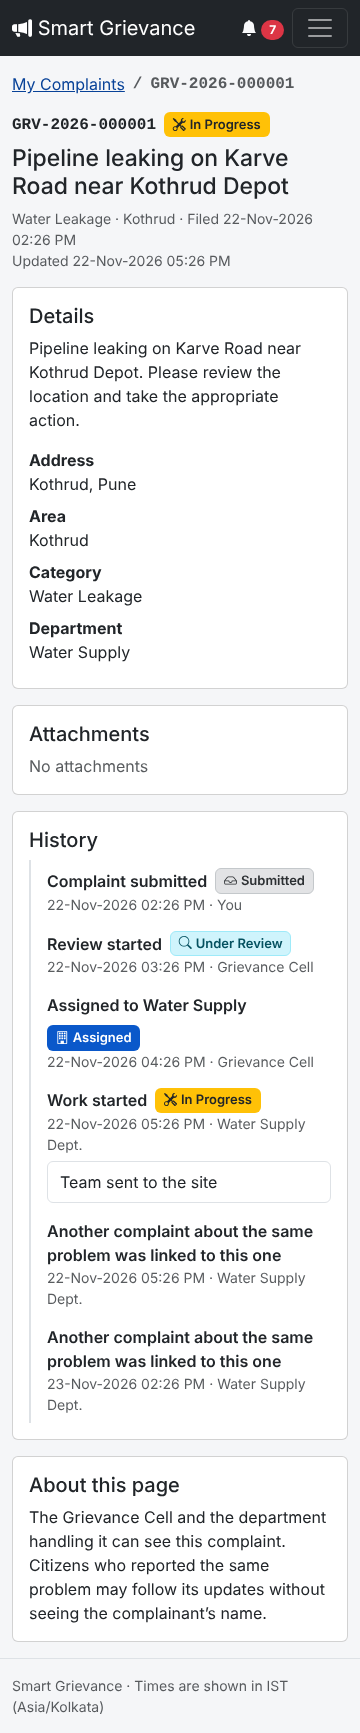 Smart Grievance 7
My Complaints / GRV-2026-000001
GRV-2026-000001 In Progress
Pipeline leaking on Karve
Road near Kothrud Depot
Water Leakage · Kothrud · Filed 22-Nov-2026
02:26 PM
Updated 22-Nov-2026 05:26 PM
Details
Pipeline leaking on Karve Road near
Kothrud Depot. Please review the
location and take the appropriate
action.
Address
Kothrud, Pune
Area
Kothrud
Category
Water Leakage
Department
Water Supply
Attachments
No attachments
History
Complaint submitted Submitted
22-Nov-2026 02:26 PM · You
Review started Under Review
22-Nov-2026 03:26 PM · Grievance Cell
Assigned to Water Supply
Assigned
22-Nov-2026 04:26 PM · Grievance Cell
Work started In Progress
22-Nov-2026 05:26 PM · Water Supply
Dept.
Team sent to the site
Another complaint about the same
problem was linked to this one
22-Nov-2026 05:26 PM · Water Supply
Dept.
Another complaint about the same
problem was linked to this one
23-Nov-2026 02:26 PM · Water Supply
Dept.
About this page
The Grievance Cell and the department
handling it can see this complaint.
Citizens who reported the same
problem may follow its updates without
seeing the complainant’s name.
Smart Grievance · Times are shown in IST
(Asia/Kolkata)